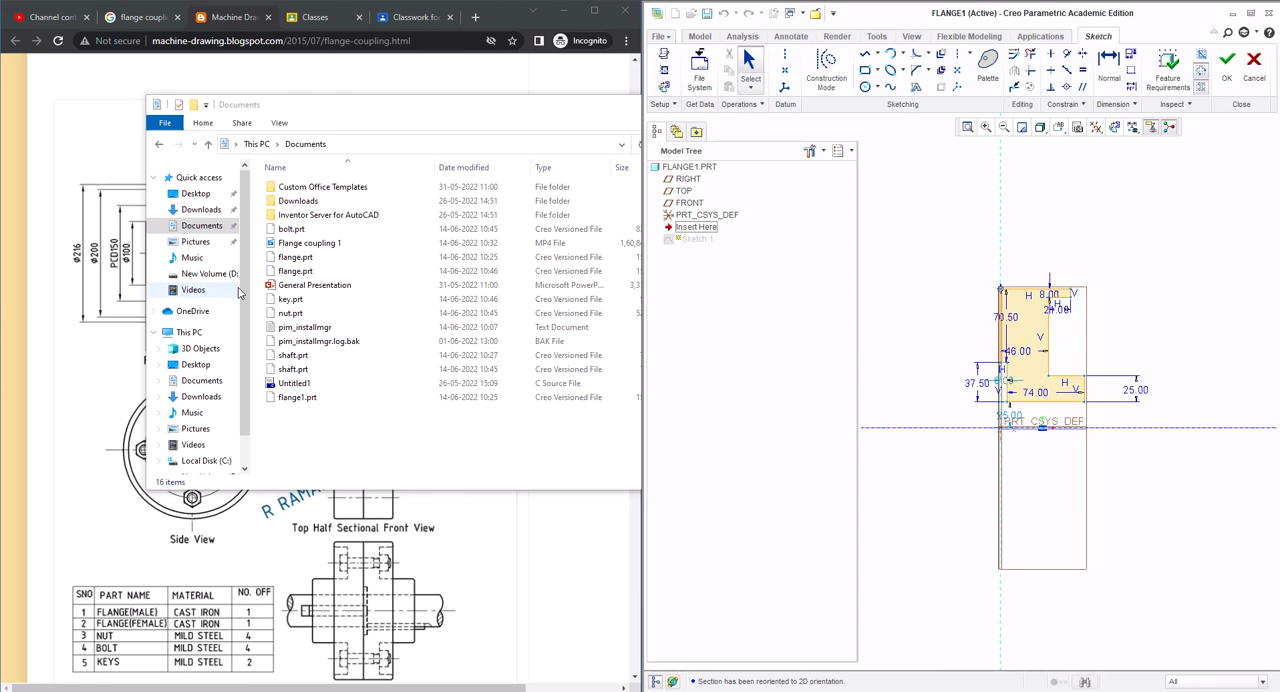 Channel con
flange coupl
Machine Dra
Classes
Classwork for
Not secure
machine-drawing.blogspot.com/2015/07/flange-coupling.html
Incognito
Documents
File
Home
Share
View
This PC
Documents
Name
Date modified
Type
Size
Quick access
Desktop
Downloads
Documents
Pictures
Music
New Volume (D:
Videos
OneDrive
This PC
3D Objects
Desktop
Documents
Downloads
Music
Pictures
Videos
Local Disk (C:)
Custom Office Templates 31-05-2022 11:00 File folder
Downloads 26-05-2022 14:51 File folder
Inventor Server for AutoCAD 26-05-2022 14:51 File folder
bolt.prt 14-06-2022 10:45 Creo Versioned File
Flange coupling 1 14-06-2022 10:32 MP4 File 1,60,8
flange.prt 14-06-2022 10:45 Creo Versioned File
flange.prt 14-06-2022 10:46 Creo Versioned File
General Presentation 31-05-2022 11:00 Microsoft PowerP... 3,3
key.prt 14-06-2022 10:46 Creo Versioned File
nut.prt 14-06-2022 10:45 Creo Versioned File
pim_installmgr 14-06-2022 10:27 Text Document
pim_installmgr.log.bak 01-06-2022 13:00 BAK File
shaft.prt 14-06-2022 10:27 Creo Versioned File
shaft.prt 14-06-2022 10:45 Creo Versioned File
Untitled1 26-05-2022 15:09 C Source File
flange1.prt 14-06-2022 10:46 Creo Versioned File
16 items
Ø216
Ø200
PCD150
Ø100
R RAMA
Side View
Top Half Sectional Front View
SNO PART NAME MATERIAL NO. OFF
1 FLANGE(MALE) CAST IRON 1
2 FLANGE(FEMALE) CAST IRON 1
3 NUT MILD STEEL 4
4 BOLT MILD STEEL 4
5 KEYS MILD STEEL 2
FLANGE1 (Active) - Creo Parametric Academic Edition
File
Model
Analysis
Annotate
Render
Tools
View
Flexible Modeling
Applications
Sketch
File System
Select
Construction Mode
Palette
Normal
Feature Requirements
OK
Cancel
Setup
Get Data
Operations
Datum
Sketching
Editing
Constrain
Dimension
Inspect
Close
Model Tree
FLANGE1.PRT
RIGHT
TOP
FRONT
PRT_CSYS_DEF
Insert Here
Sketch 1
H 8.00 V
H
V
46.00
37.50
H
V
H
V
74.00
25.00
PRT_CSYS_DEF
Section has been reoriented to 2D orientation.
All